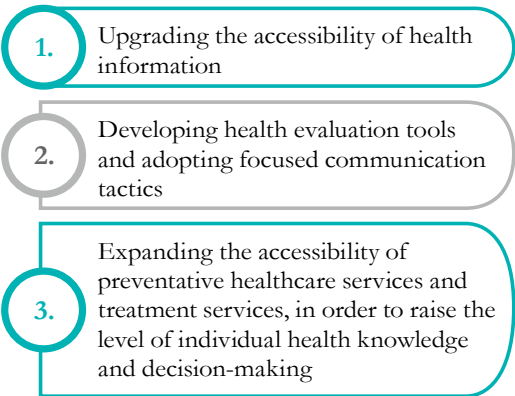 1.
Upgrading the accessibility of health
information
2.
Developing health evaluation tools
and adopting focused communication
tactics
3.
Expanding the accessibility of
preventative healthcare services and
treatment services, in order to raise the
level of individual health knowledge
and decision-making